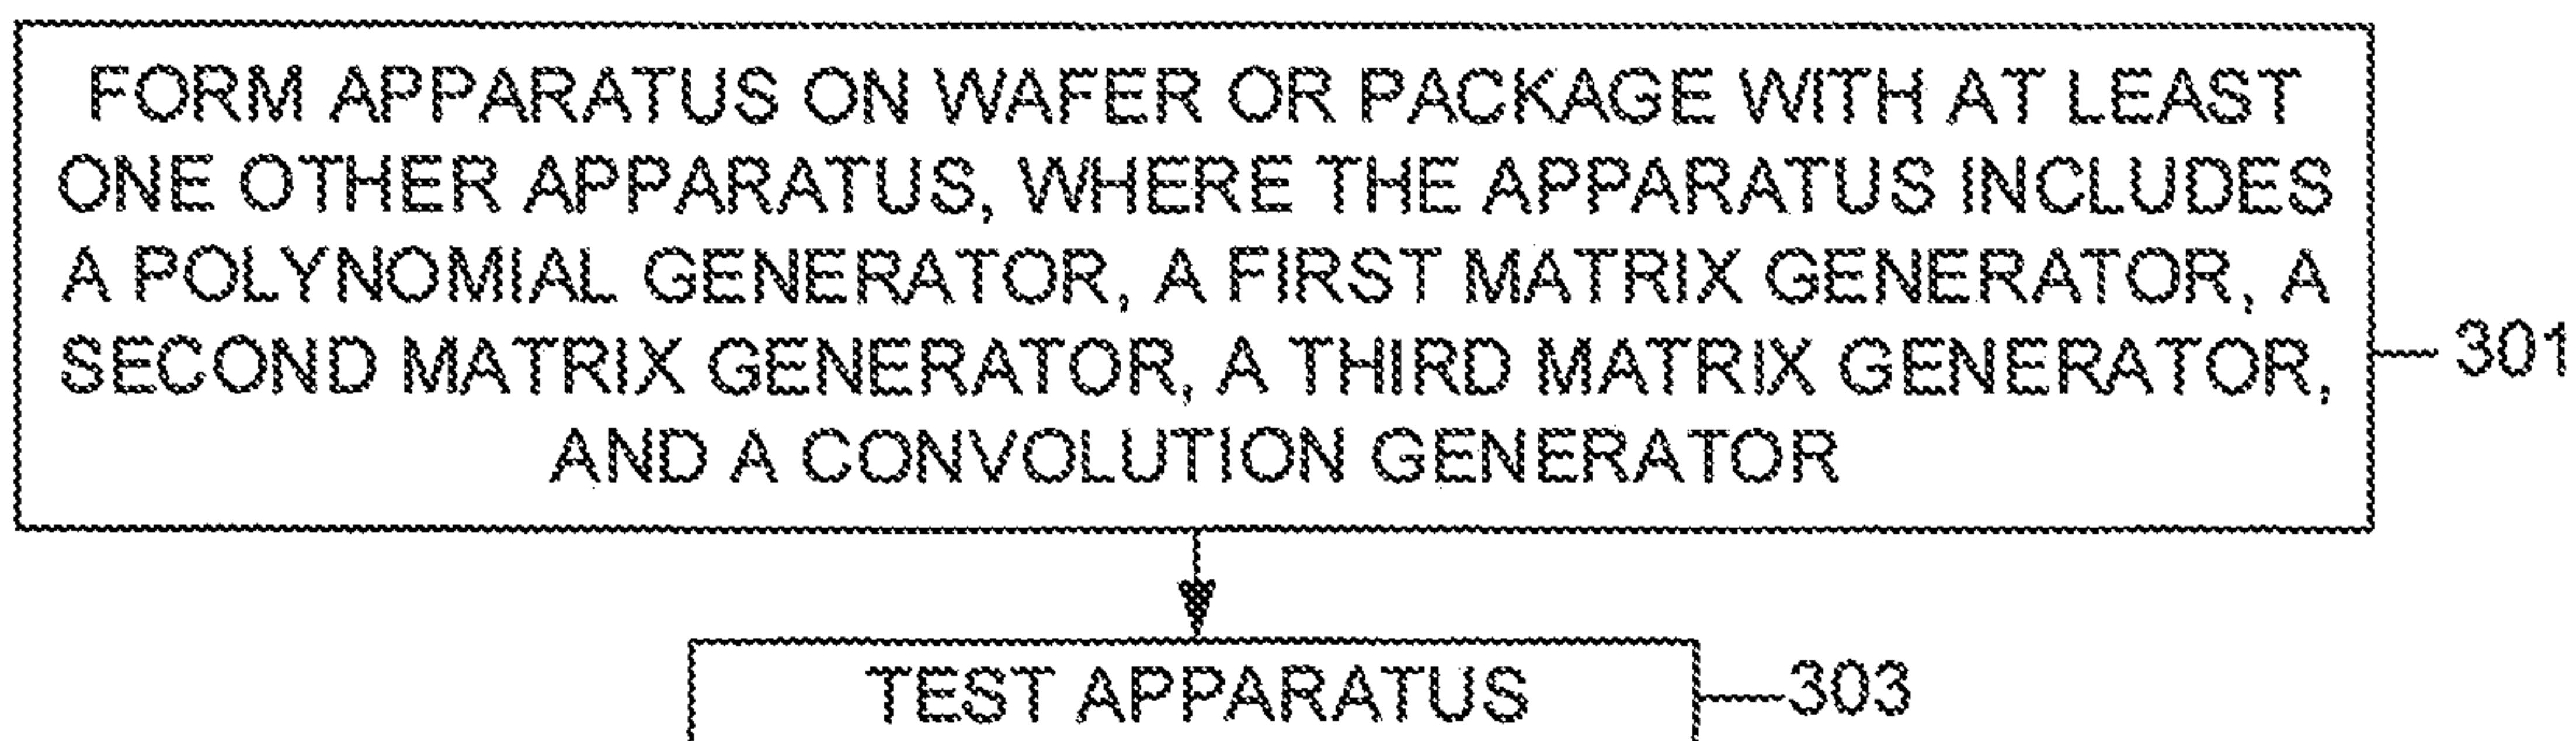 FORM APPARATUS ON WAFER OR PACKAGE WITH AT LEAST
ONE OTHER APPARATUS, WHERE THE APPARATUS INCLUDES
A POLYNOMIAL GENERATOR, A FIRST MATRIX GENERATOR, A
SECOND MATRIX GENERATOR, A THIRD MATRIX GENERATOR,
AND A CONVOLUTION GENERATOR
301
TEST APPARATUS
303